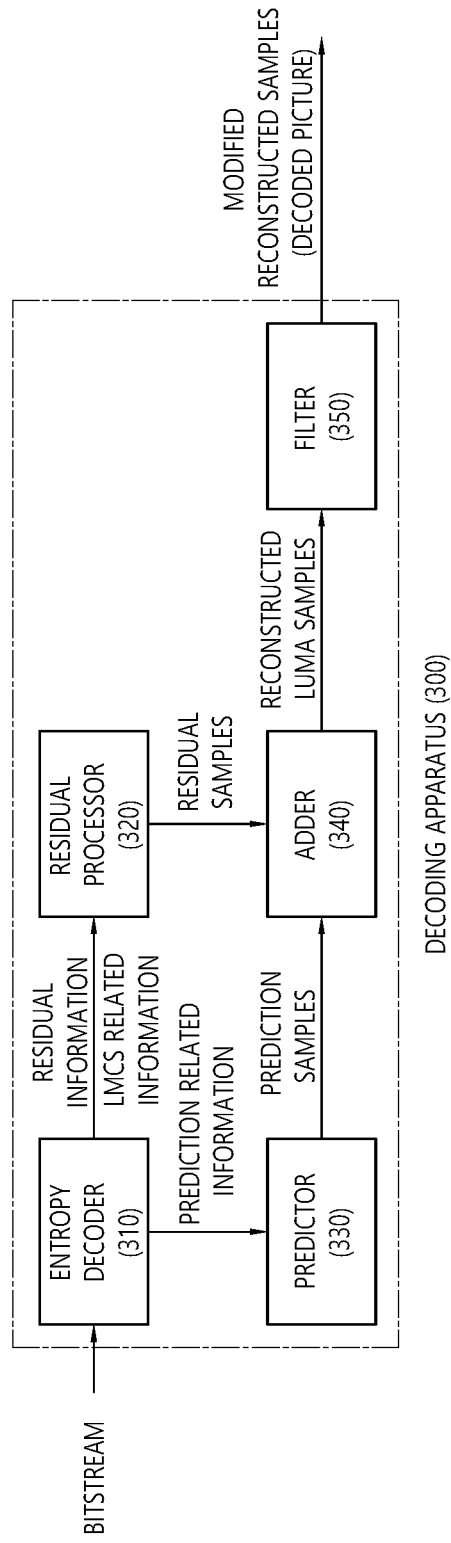 BITSTREAM
ENTROPY
DECODER
(310)
RESIDUAL
INFORMATION
LMCS RELATED
INFORMATION
RESIDUAL
PROCESSOR
(320)
PREDICTION RELATED
INFORMATION
RESIDUAL
SAMPLES
PREDICTOR
(330)
PREDICTION
SAMPLES
ADDER
(340)
RECONSTRUCTED
LUMA SAMPLES
FILTER
(350)
MODIFIED
RECONSTRUCTED SAMPLES
(DECODED PICTURE)
DECODING APPARATUS (300)